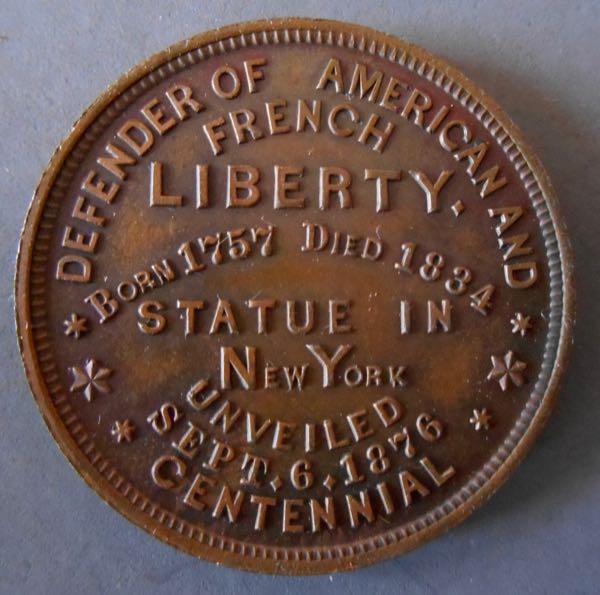 DEFENDER OF AMERICAN AND
FRENCH
LIBERTY.
BORN 1757 DIED 1834
STATUE IN
NEW YORK
UNVEILED
SEPT. 6. 1876
CENTENNIAL